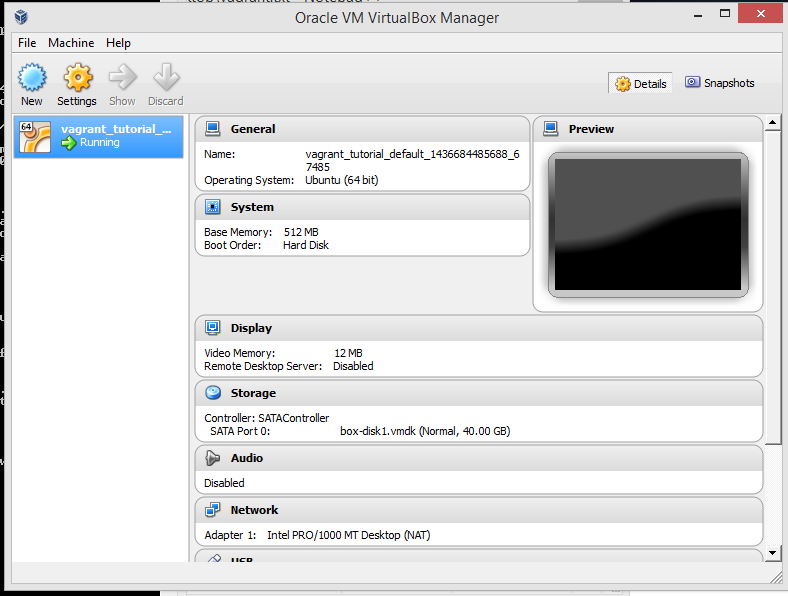 Oracle VM VirtualBox Manager
File Machine Help
New Settings Show Discard
Details Snapshots
64
vagrant_tutorial_...
Running
General
Name: vagrant_tutorial_default_1436684485688_6
7485
Operating System: Ubuntu (64 bit)
System
Base Memory: 512 MB
Boot Order: Hard Disk
Preview
Display
Video Memory: 12 MB
Remote Desktop Server: Disabled
Storage
Controller: SATAController
SATA Port 0: box-disk1.vmdk (Normal, 40.00 GB)
Audio
Disabled
Network
Adapter 1: Intel PRO/1000 MT Desktop (NAT)
USB